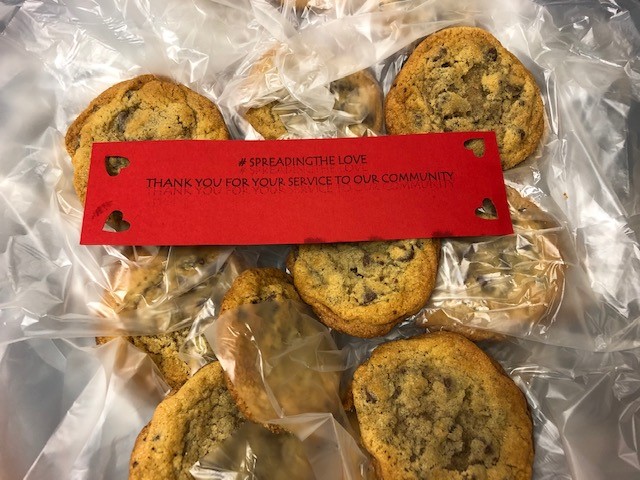 # SPREADINGTHE LOVE
THANK YOU FOR YOUR SERVICE TO OUR COMMUNITY